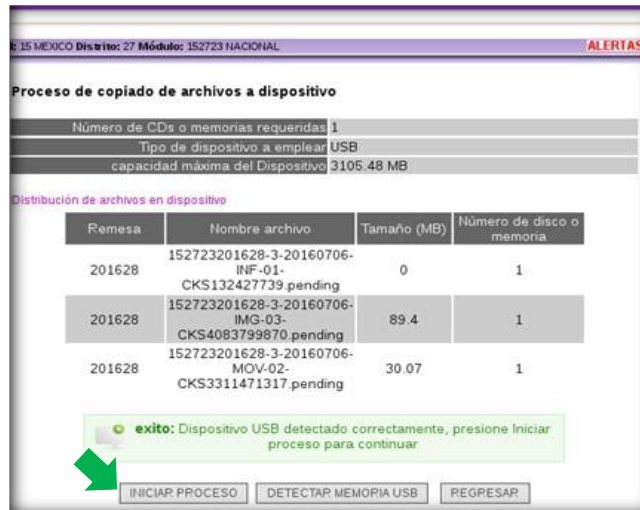 : 15 MEXICO Distrito: 27 Módulo: 152723 NACIONAL ALERTAS
Proceso de copiado de archivos a dispositivo
Número de CDs o memorias requeridas 1
Tipo de dispositivo a emplear USB
capacidad máxima del Dispositivo 3105.48 MB
Distribución de archivos en dispositivo
Remesa Nombre archivo Tamaño (MB) Número de disco o memoria
201628 152723201628-3-20160706-INF-01-CKS132427739.pending 0 1
201628 152723201628-3-20160706-IMG-03-CKS4083799870.pending 89.4 1
201628 152723201628-3-20160706-MOV-02-CKS3311471317.pending 30.07 1
exito: Dispositivo USB detectado correctamente, presione Iniciar
proceso para continuar
INICIAR PROCESO DETECTAR MEMORIA USB REGRESAR